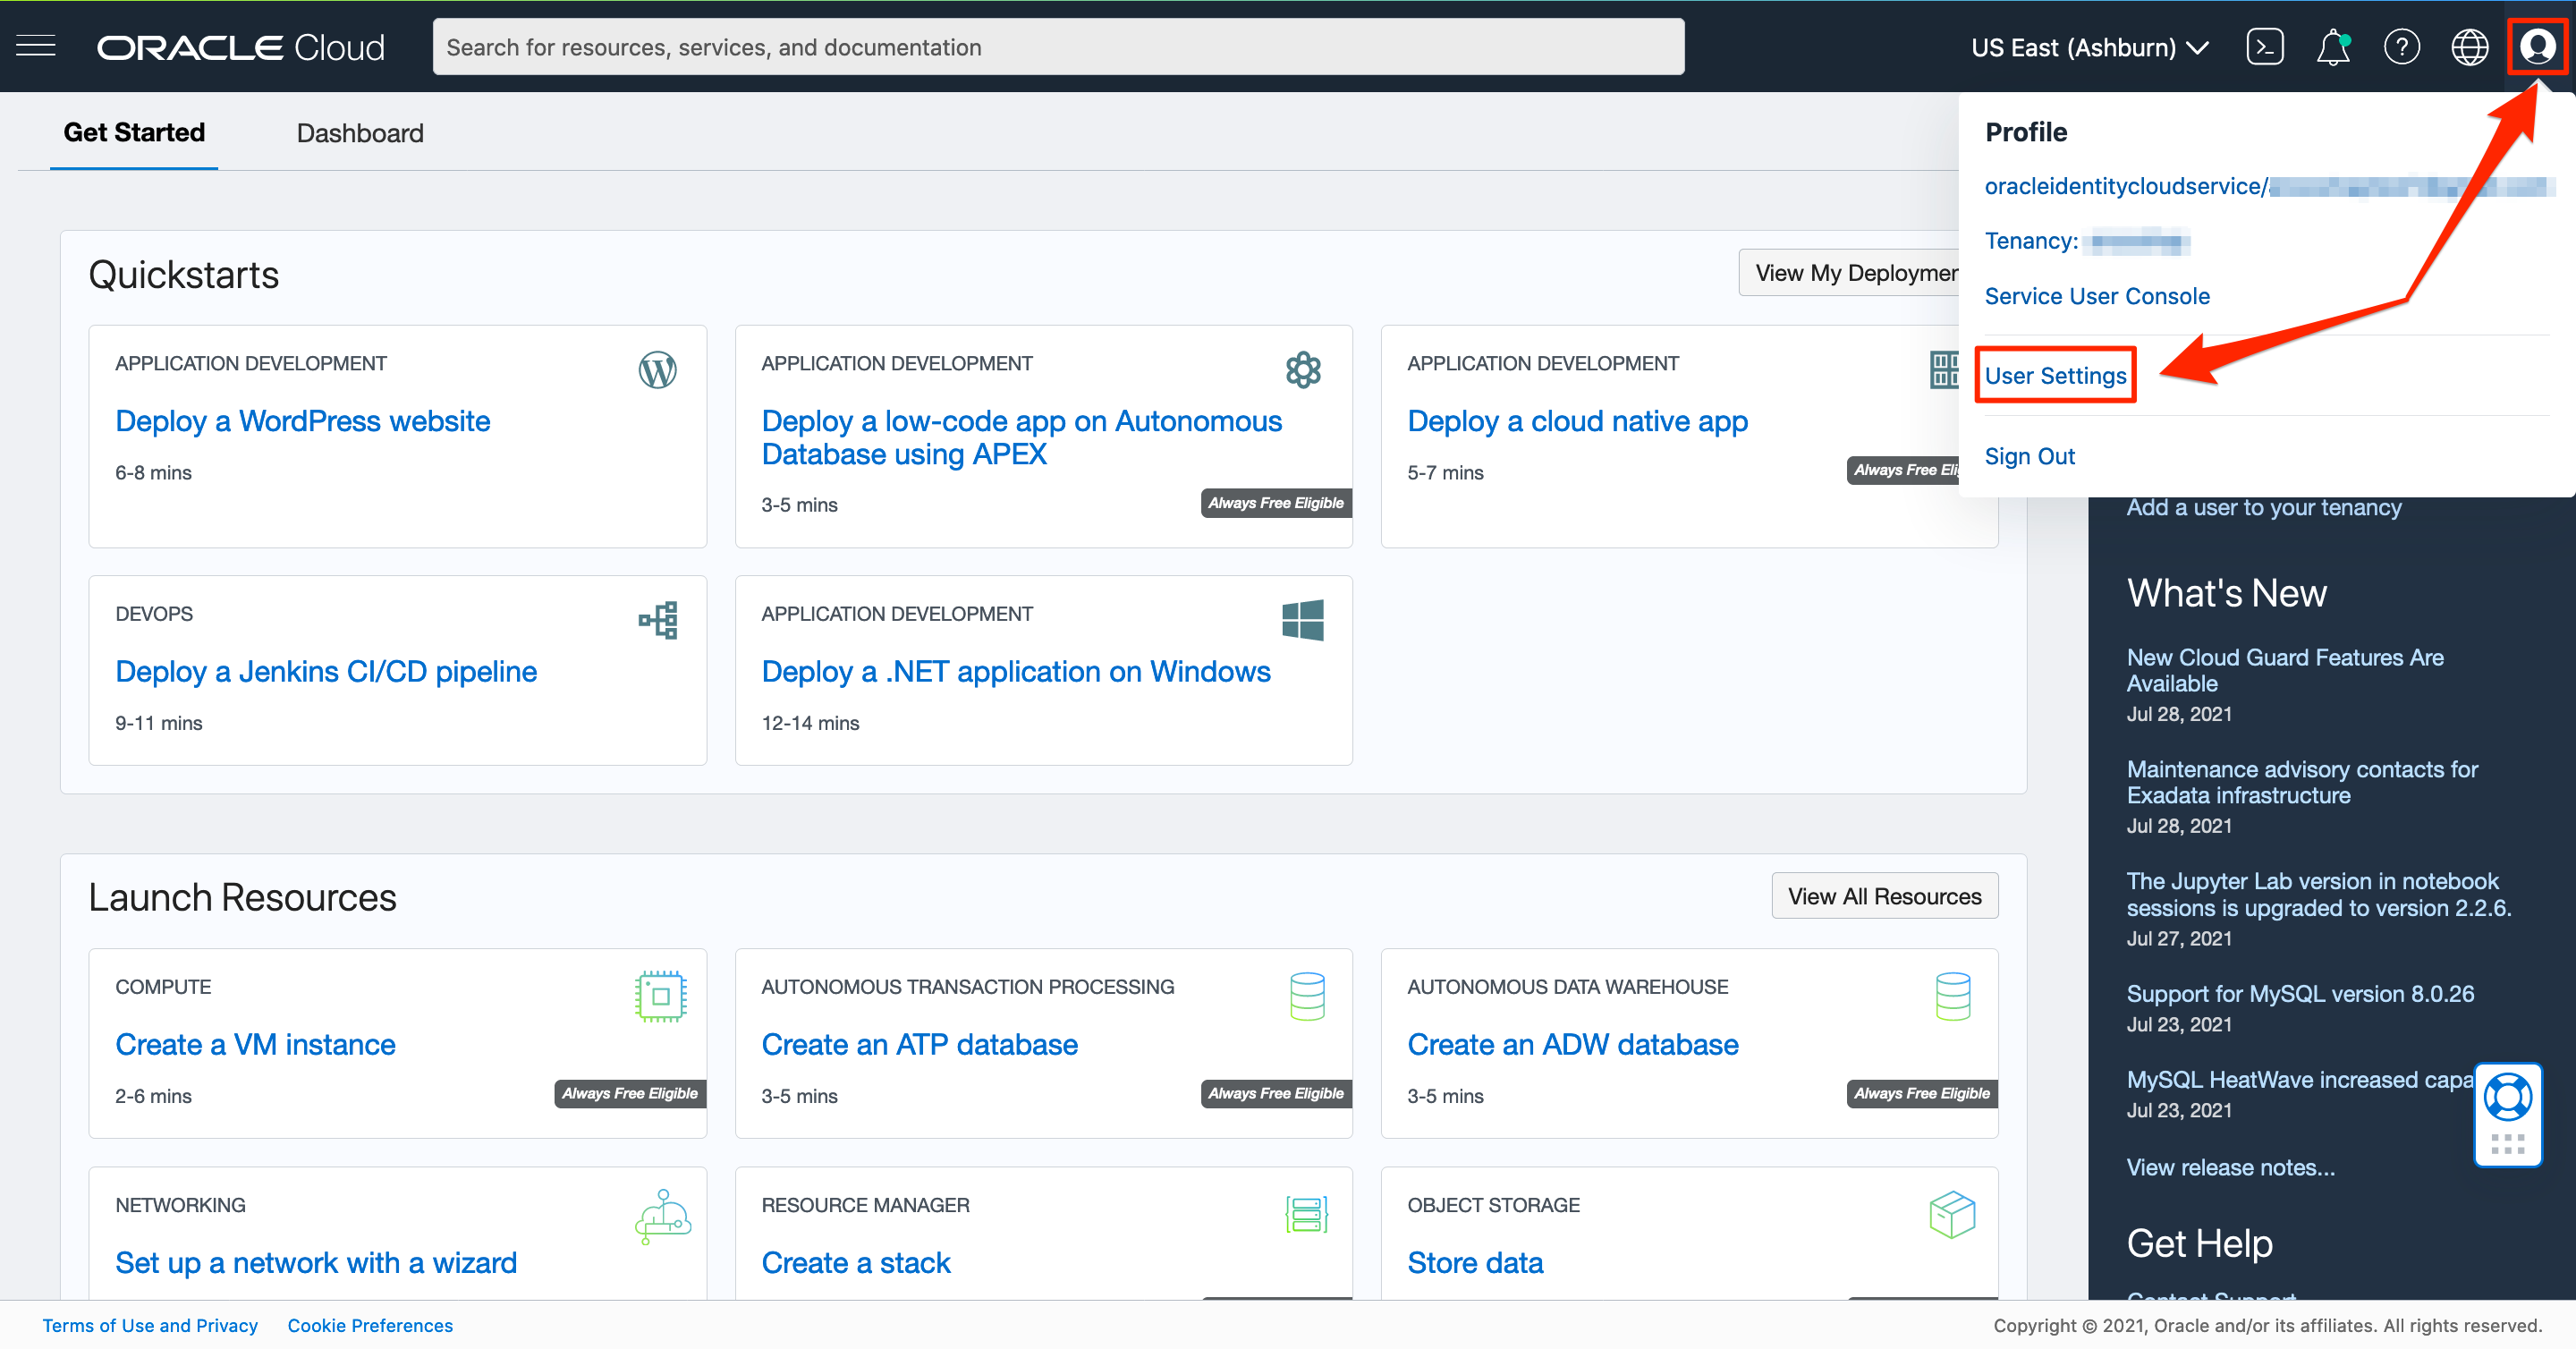 ORACLE Cloud
Search for resources, services, and documentation
US East (Ashburn)
Get Started
Dashboard
Profile
oracleidentitycloudservice/
Tenancy:
Service User Console
User Settings
Sign Out
Quickstarts
View My
APPLICATION DEVELOPMENT
Deploy a WordPress website
6-8 mins
APPLICATION DEVELOPMENT
Deploy a low-code app on Autonomous
Database using APEX
3-5 mins
Always Free Eligible
APPLICATION DEVELOPMENT
Deploy a cloud native app
5-7 mins
Always Free
DEVOPS
Deploy a Jenkins CI/CD pipeline
9-11 mins
APPLICATION DEVELOPMENT
Deploy a .NET application on Windows
12-14 mins
Launch Resources
View All Resources
COMPUTE
Create a VM instance
2-6 mins
Always Free Eligible
AUTONOMOUS TRANSACTION PROCESSING
Create an ATP database
3-5 mins
Always Free Eligible
AUTONOMOUS DATA WAREHOUSE
Create an ADW database
3-5 mins
Always Free Eligible
NETWORKING
Set up a network with a wizard
RESOURCE MANAGER
Create a stack
OBJECT STORAGE
Store data
Add a user to your tenancy
What's New
New Cloud Guard Features Are
Available
Jul 28, 2021
Maintenance advisory contacts for
Exadata infrastructure
Jul 28, 2021
The Jupyter Lab version in notebook
sessions is upgraded to version 2.2.6.
Jul 27, 2021
Support for MySQL version 8.0.26
Jul 23, 2021
MySQL HeatWave increased
Jul 23, 2021
View release notes...
Get Help
Contact Support
Terms of Use and Privacy
Cookie Preferences
Copyright © 2021, Oracle and/or its affiliates. All rights reserved.